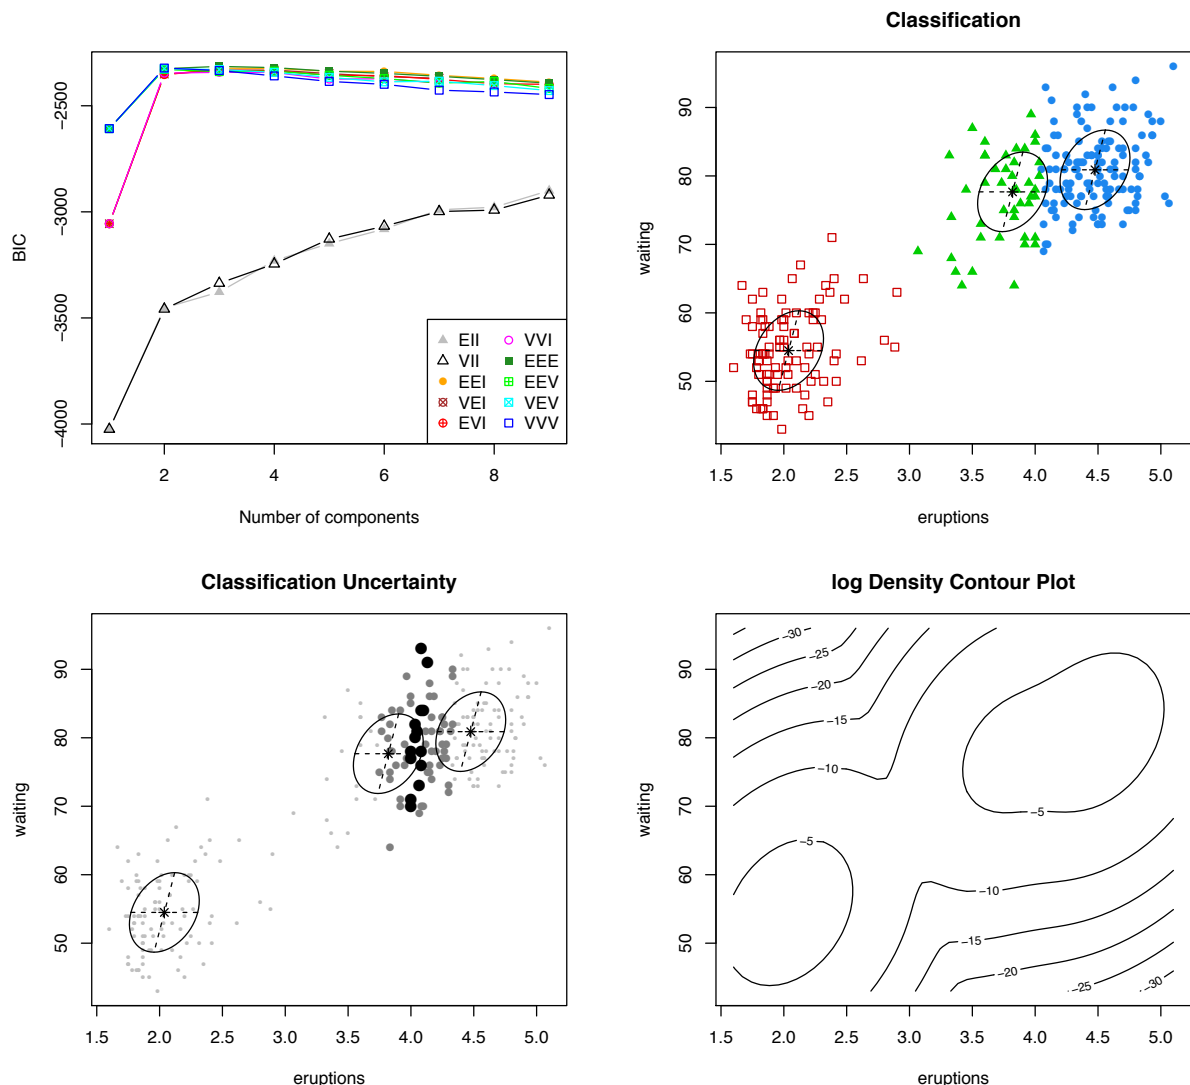 BIC
-2500
-3000
-3500
-4000
2 4 6 8
Number of components
EII VVI
VII EEE
EEI EEV
VEI VEV
EVI VVV
Classification
waiting
90
80
70
60
50
1.5 2.0 2.5 3.0 3.5 4.0 4.5 5.0
eruptions
Classification Uncertainty
waiting
90
80
70
60
50
1.5 2.0 2.5 3.0 3.5 4.0 4.5 5.0
eruptions
log Density Contour Plot
waiting
90
80
70
60
50
-30
-25
-20
-15
-10
-5
-5
-10
-15
-20
-25
-30
1.5 2.0 2.5 3.0 3.5 4.0 4.5 5.0
eruptions